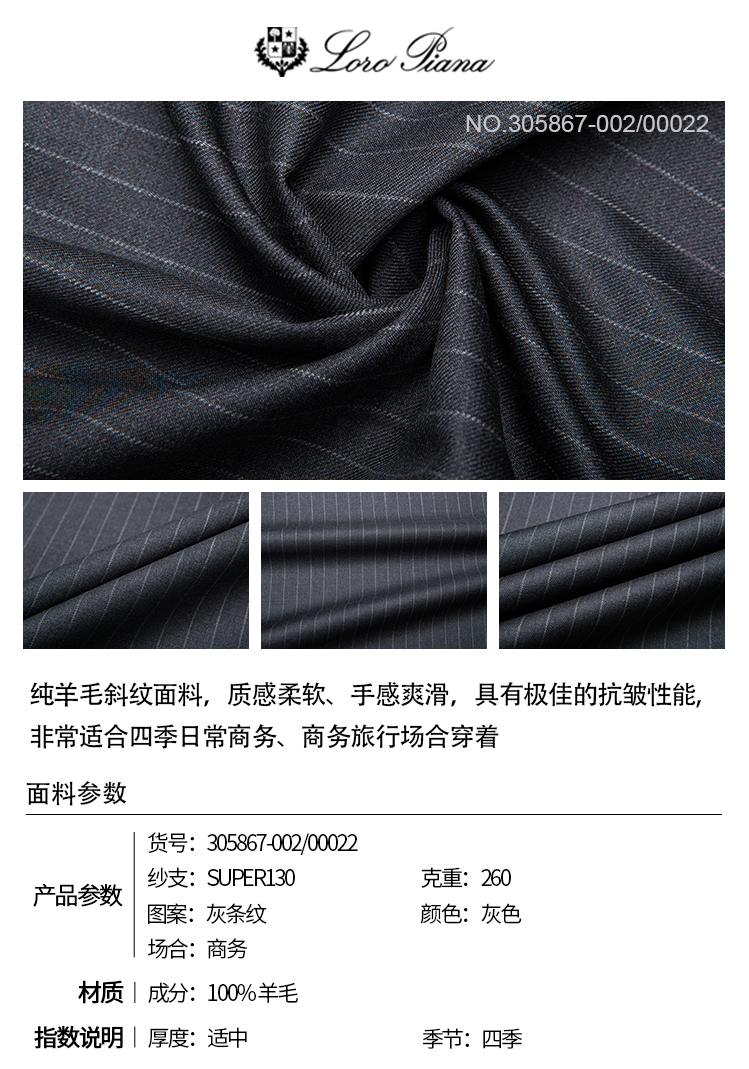 Loro Piana
NO.305867-002/00022
纯羊毛斜纹面料，质感柔软、手感爽滑，具有极佳的抗皱性能，
非常适合四季日常商务、商务旅行场合穿着
面料参数
产品参数
货号：305867-002/00022
纱支：SUPER130 克重：260
图案：灰条纹 颜色：灰色
场合：商务
材质 成分：100%羊毛
指数说明 厚度：适中 季节：四季